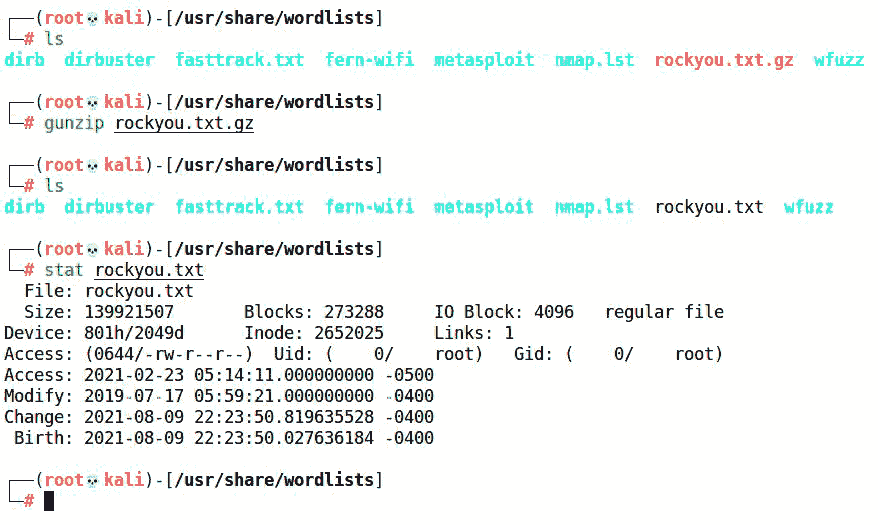 ┌──(root💀kali)-[/usr/share/wordlists]
└─# ls
dirb  dirbuster  fasttrack.txt  fern-wifi  metasploit  nmap.lst  rockyou.txt.gz  wfuzz
┌──(root💀kali)-[/usr/share/wordlists]
└─# gunzip rockyou.txt.gz
┌──(root💀kali)-[/usr/share/wordlists]
└─# ls
dirb  dirbuster  fasttrack.txt  fern-wifi  metasploit  nmap.lst  rockyou.txt  wfuzz
┌──(root💀kali)-[/usr/share/wordlists]
└─# stat rockyou.txt
  File: rockyou.txt
  Size: 139921507       Blocks: 273288     IO Block: 4096   regular file
Device: 801h/2049d      Inode: 2652025     Links: 1
Access: (0644/-rw-r--r--)  Uid: (    0/    root)   Gid: (    0/    root)
Access: 2021-02-23 05:14:11.000000000 -0500
Modify: 2019-07-17 05:59:21.000000000 -0400
Change: 2021-08-09 22:23:50.819635528 -0400
 Birth: 2021-08-09 22:23:50.027636184 -0400
┌──(root💀kali)-[/usr/share/wordlists]
└─#